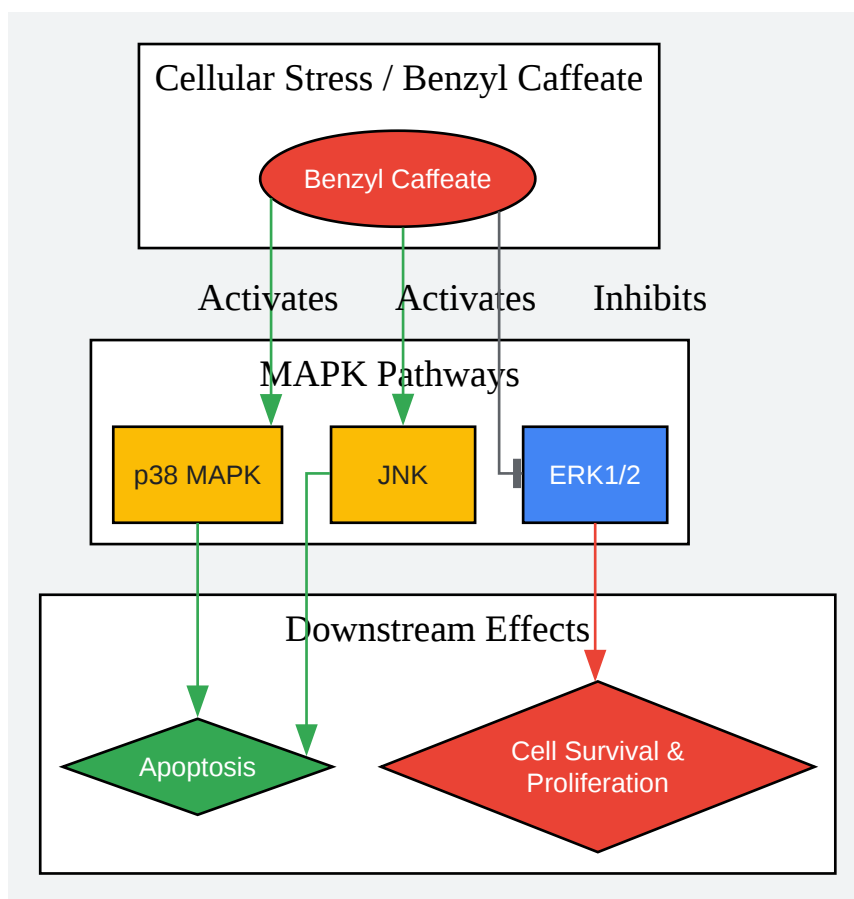 Cellular Stress / Benzyl Caffeate
Benzyl Caffeate
Activates
Activates
Inhibits
MAPK Pathways
p38 MAPK
JNK
ERK1/2
Downstream Effects
Apoptosis
Cell Survival &
Proliferation